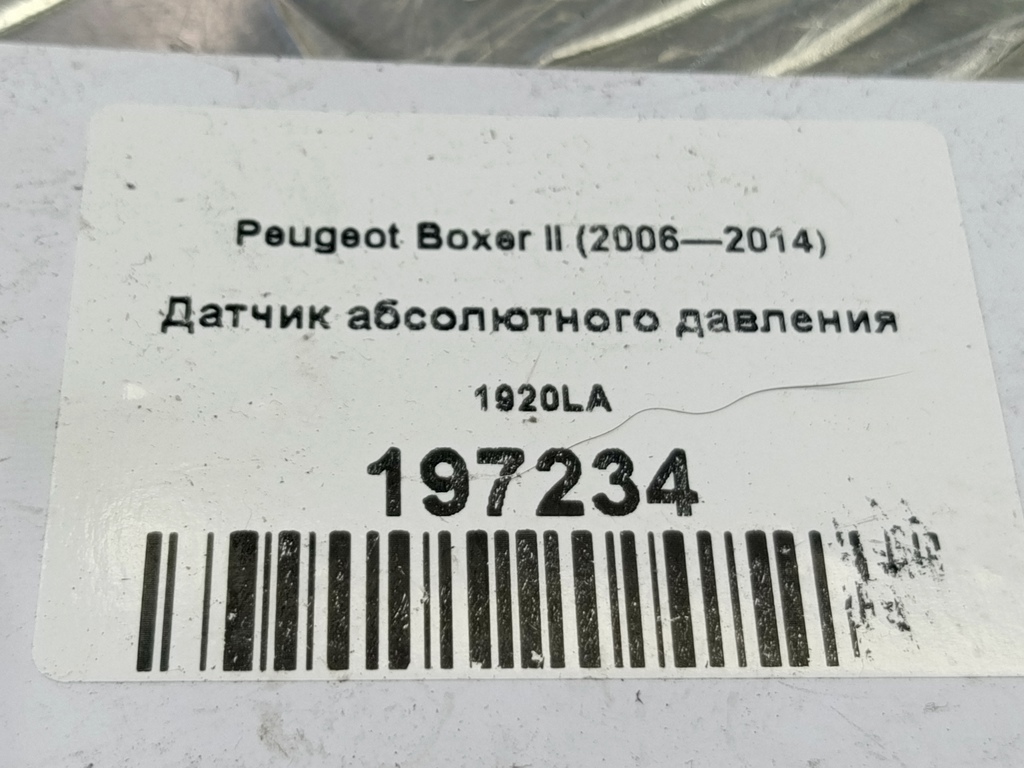 Peugeot Boxer II (2006—2014)
Датчик абсолютного давления
1920LA
197234